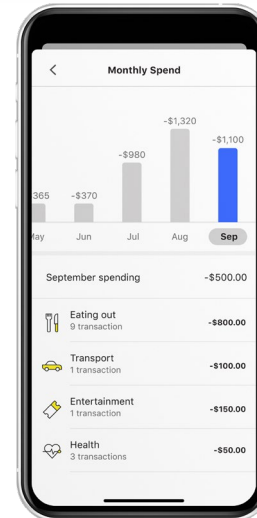 Monthly Spend
-$1,320
-$1,100
-$980
365 -$370
May Jun Jul Aug Sep
September spending -$500.00
Eating out
9 transaction
-$800.00
Transport
1 transaction
-$100.00
Entertainment
1 transaction
-$150.00
Health
3 transactions
-$50.00